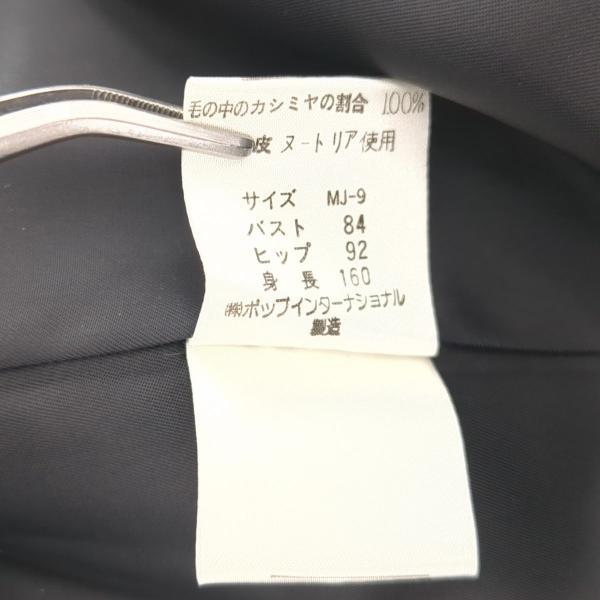 毛の中のカシミヤの割合 100%
皮 ヌートリア使用
サイズ MJ-9
バスト 84
ヒップ 92
身長 160
㈱ポップインターナショナル
製造